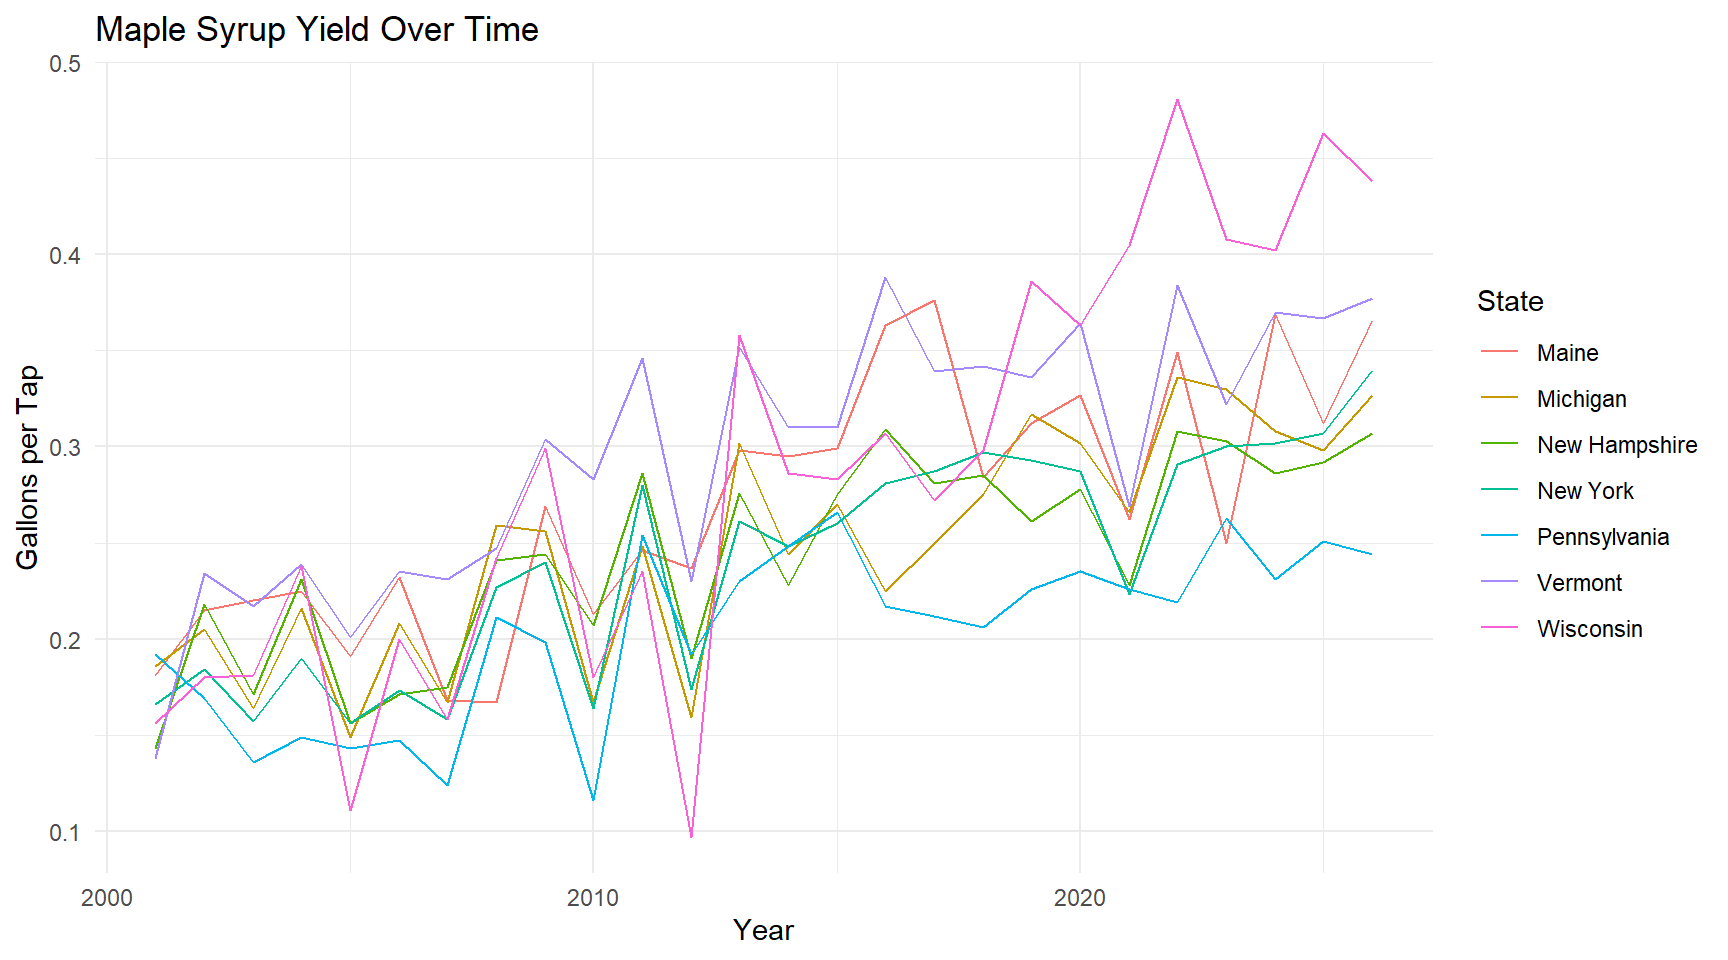 Maple Syrup Yield Over Time
Gallons per Tap
0.5
0.4
0.3
0.2
0.1
2000 2010 2020
Year
State
Maine
Michigan
New Hampshire
New York
Pennsylvania
Vermont
Wisconsin